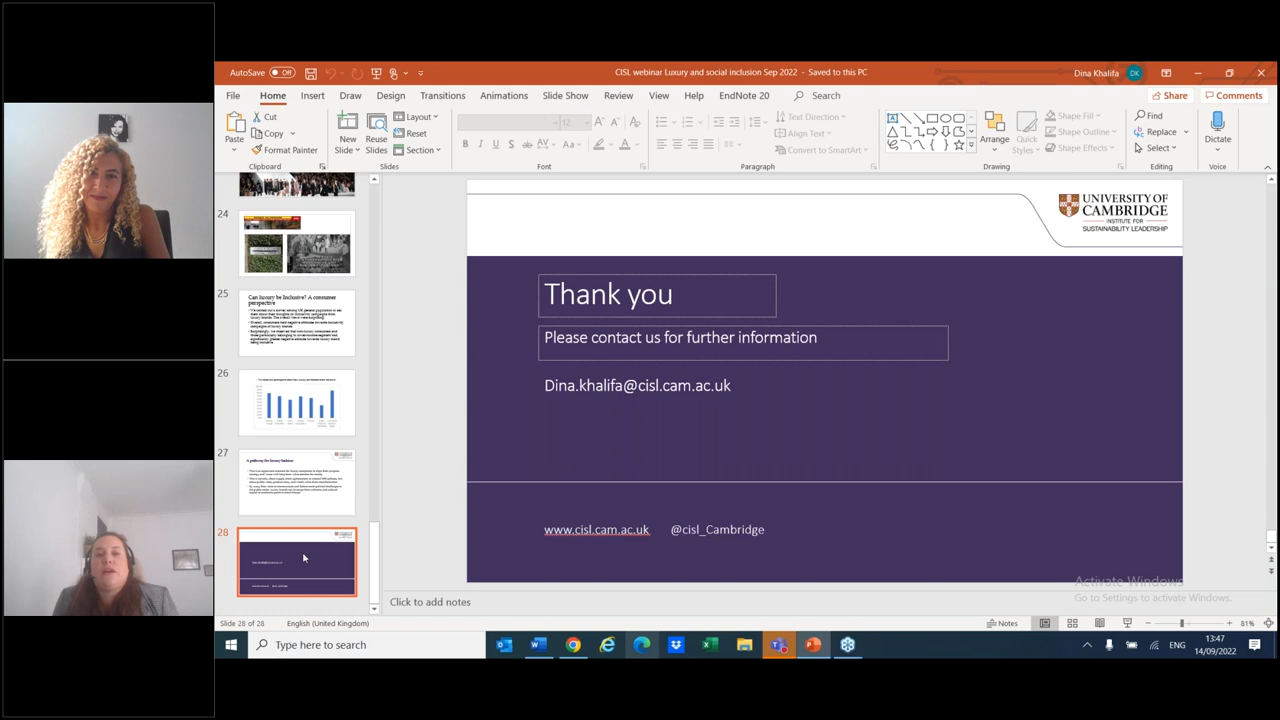 AutoSave Off
CISL webinar Luxury and social inclusion Sep 2022 - Saved to this PC
Dina Khalifa DK
File Home Insert Draw Design Transitions Animations Slide Show Review View Help EndNote 20 Search
Share Comments
Paste
Cut
Copy
Format Painter
Clipboard
New Slide
Reuse Slides
Layout
Reset
Section
Slides
12
Font
Text Direction
Align Text
Convert to SmartArt
Paragraph
Arrange
Quick Styles
Shape Fill
Shape Outline
Shape Effects
Drawing
Find
Replace
Select
Editing
Dictate
Voice
24
25
Can luxury be Inclusive? A consumer
perspective
26
27
A pathway for luxury fashion
28
UNIVERSITY OF
CAMBRIDGE
INSTITUTE FOR
SUSTAINABILITY LEADERSHIP
Thank you
Please contact us for further information
Dina.khalifa@cisl.cam.ac.uk
www.cisl.cam.ac.uk @cisl_Cambridge
Activate Windows
Go to Settings to activate Windows.
Click to add notes
Slide 28 of 28 English (United Kingdom) Notes 81%
Type here to search
ENG
13:47
14/09/2022